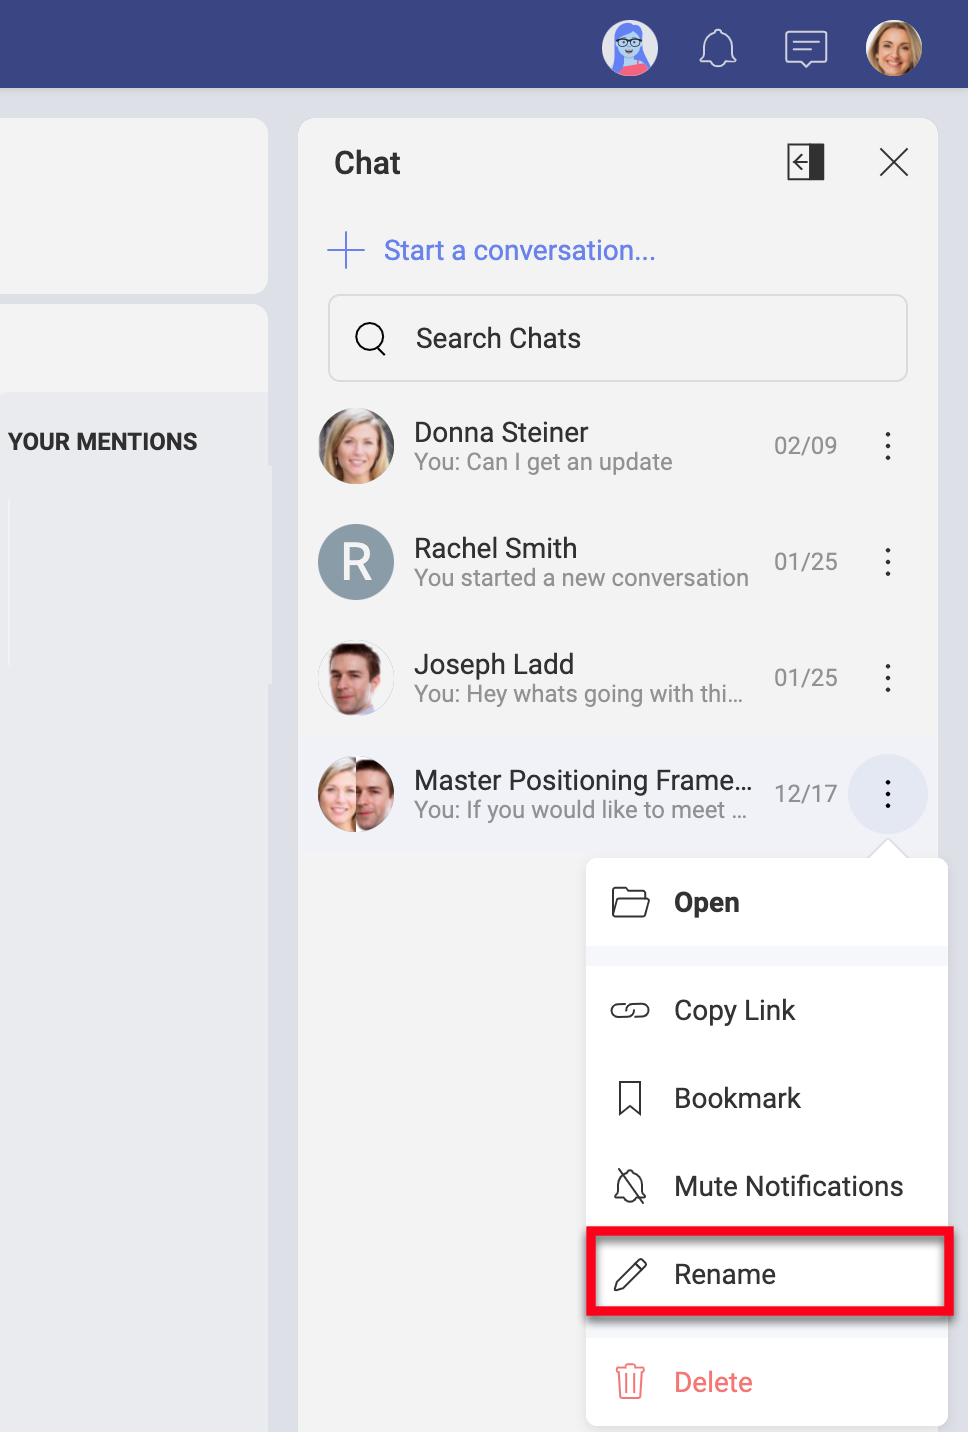 Chat
Start a conversation...
Search Chats
YOUR MENTIONS
Donna Steiner
You: Can I get an update
02/09
R
Rachel Smith
You started a new conversation
01/25
Joseph Ladd
You: Hey whats going with thi...
01/25
Master Positioning Frame...
You: If you would like to meet ...
12/17
Open
Copy Link
Bookmark
Mute Notifications
Rename
Delete